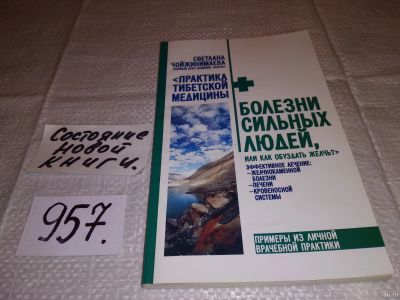 Состояние
новой
книги.
957.
СВЕТЛАНА
ЧОЙЖИНИМАЕВА
<ПРАКТИКА
ТИБЕТСКОЙ
МЕДИЦИНЫ
БОЛЕЗНИ
СИЛЬНЫХ
ЛЮДЕЙ,
ИЛИ КАК ОБУЗДАТЬ ЖЕЛЧЬ?>
ЭФФЕКТИВНОЕ ЛЕЧЕНИЕ:
–ЖЕЛЧНОКАМЕННОЙ
БОЛЕЗНИ
–ПЕЧЕНИ
–КРОВЕНОСНОЙ
СИСТЕМЫ
ПРИМЕРЫ ИЗ ЛИЧНОЙ
ВРАЧЕБНОЙ ПРАКТИКИ